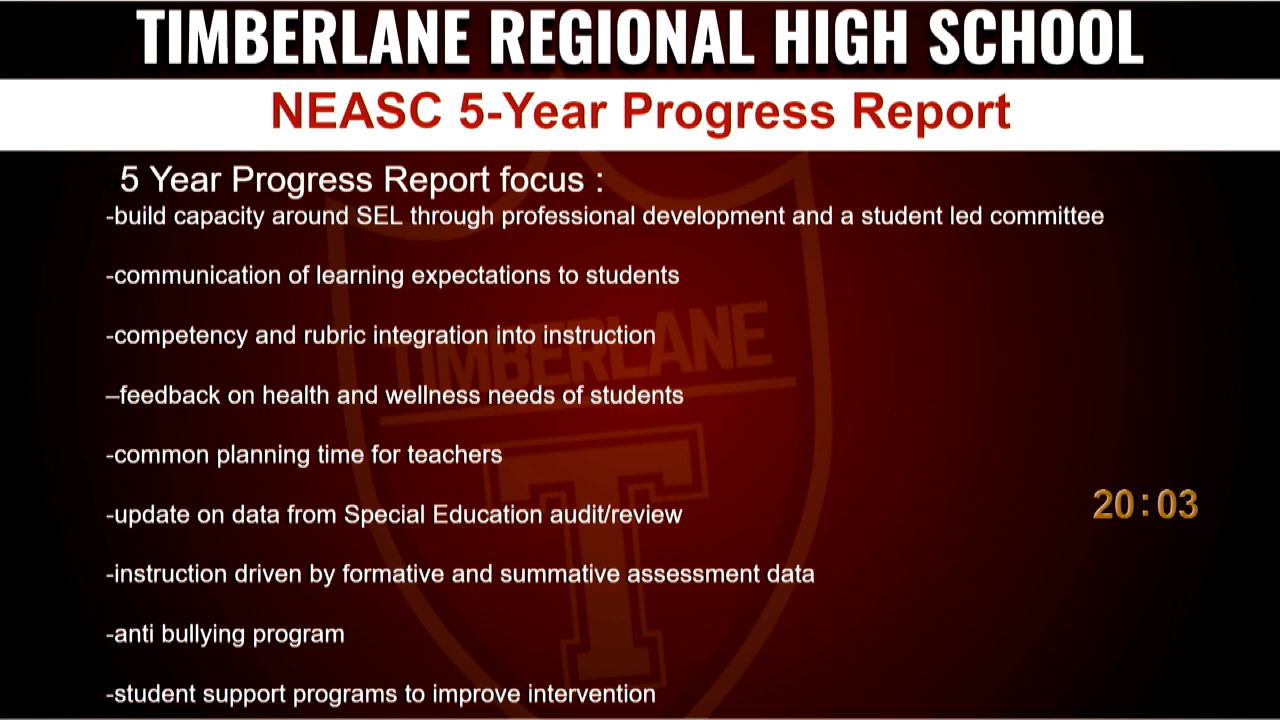 TIMBERLANE REGIONAL HIGH SCHOOL
NEASC 5-Year Progress Report
5 Year Progress Report focus :
-build capacity around SEL through professional development and a student led committee
-communication of learning expectations to students
-competency and rubric integration into instruction
TIMBERLANE
–feedback on health and wellness needs of students
-common planning time for teachers
T
20:03
-update on data from Special Education audit/review
-instruction driven by formative and summative assessment data
-anti bullying program
-student support programs to improve intervention